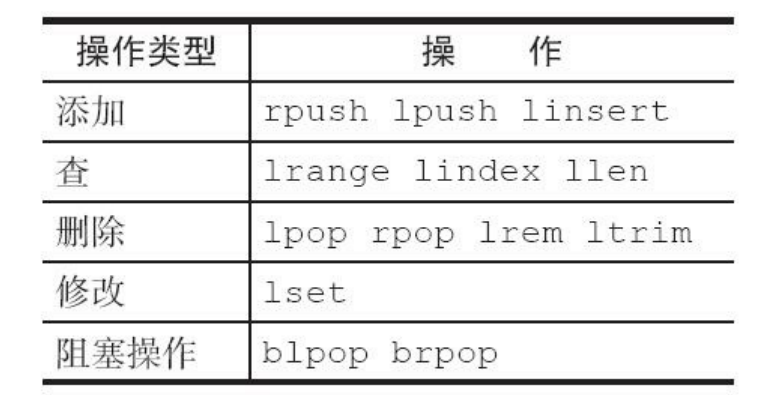 操作类型 操 作
添加 rpush lpush linsert
查 lrange lindex llen
删除 lpop rpop lrem ltrim
修改 lset
阻塞操作 blpop brpop